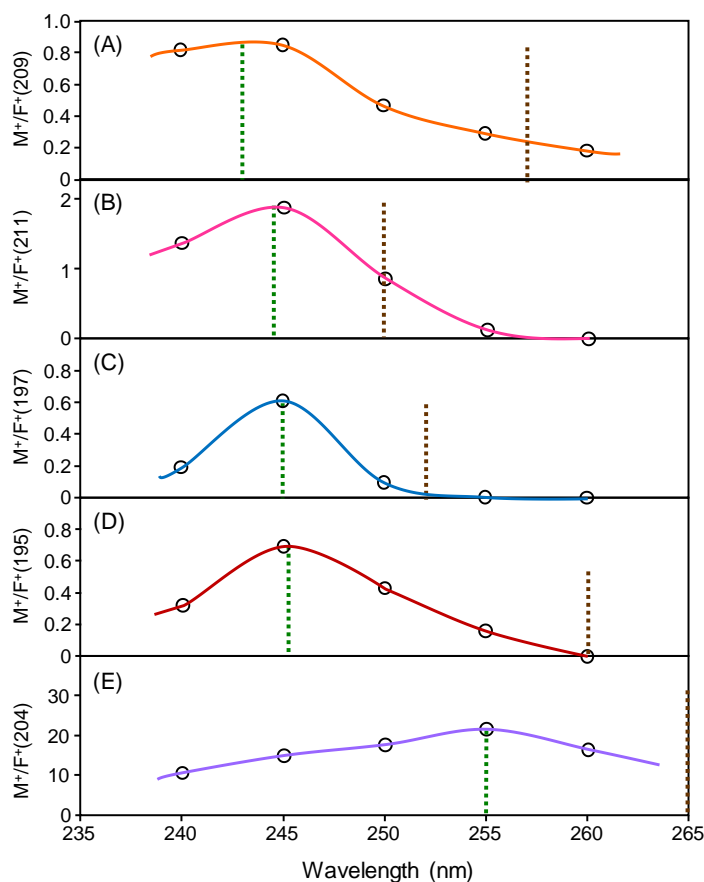 (A)
M⁺/F⁺(209)
1.0
0.8
0.6
0.4
0.2
0
(B)
M⁺/F⁺(211)
2
1
0
(C)
M⁺/F⁺(197)
0.8
0.6
0.4
0.2
0
(D)
M⁺/F⁺(195)
0.8
0.6
0.4
0.2
0
(E)
M⁺/F⁺(204)
30
20
10
0
235 240 245 250 255 260 265
Wavelength (nm)